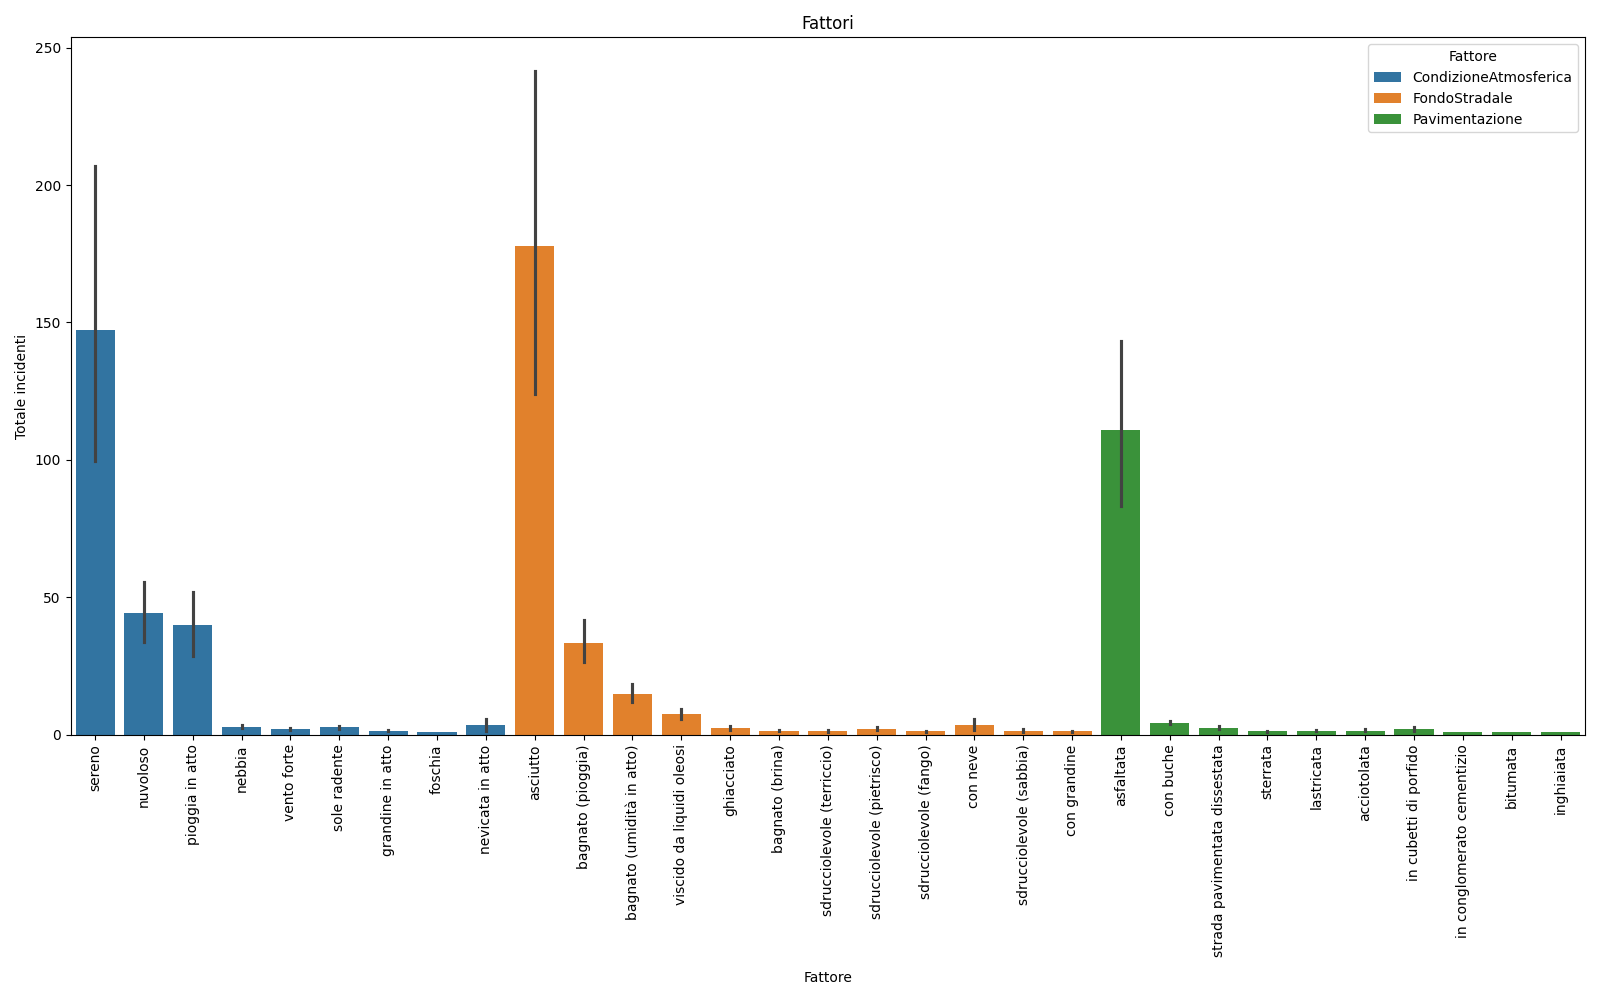 Fattori
250
200
150
100
50
0
Totale incidenti
Fattore
CondizioneAtmosferica
FondoStradale
Pavimentazione
sereno
nuvoloso
pioggia in atto
nebbia
vento forte
sole radente
grandine in atto
foschia
nevicata in atto
asciutto
bagnato (pioggia)
bagnato (umidità in atto)
viscido da liquidi oleosi
ghiacciato
bagnato (brina)
sdrucciolevole (terriccio)
sdrucciolevole (pietrisco)
sdrucciolevole (fango)
con neve
sdrucciolevole (sabbia)
con grandine
asfaltata
con buche
strada pavimentata dissestata
sterrata
lastricata
acciotolata
in cubetti di porfido
in conglomerato cementizio
bitumata
inghaiata
Fattore